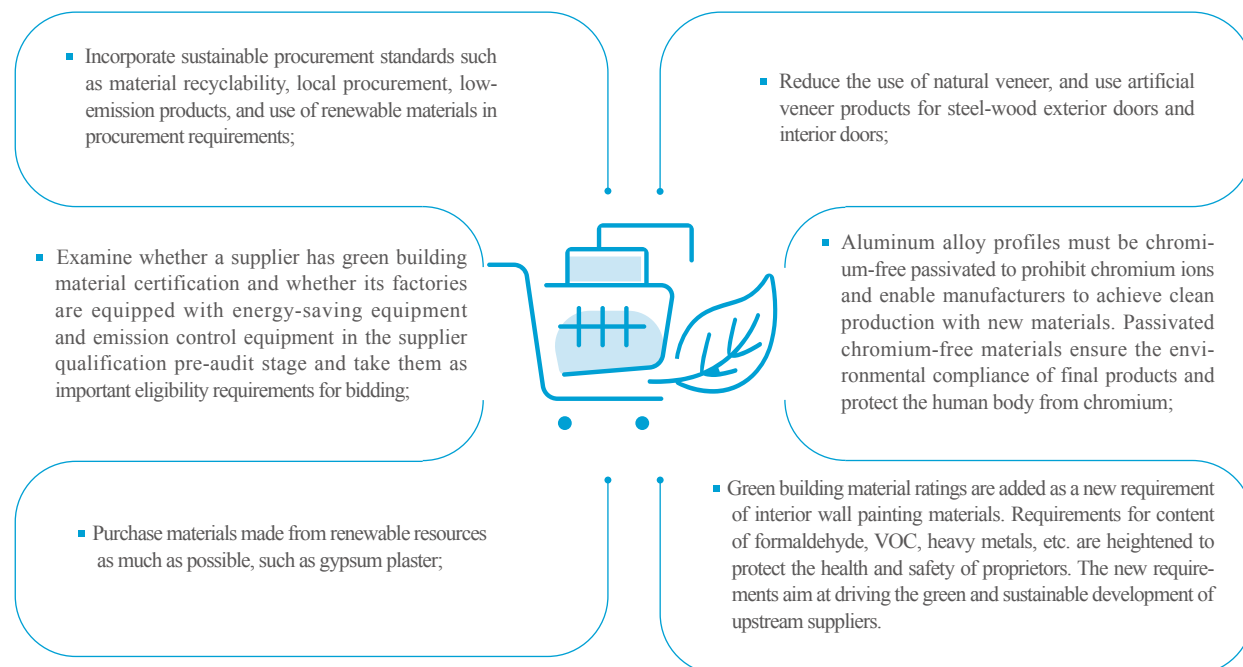 ▪ Incorporate sustainable procurement standards such
as material recyclability, local procurement, low-
emission products, and use of renewable materials in
procurement requirements;
▪ Examine whether a supplier has green building
material certification and whether its factories
are equipped with energy-saving equipment
and emission control equipment in the supplier
qualification pre-audit stage and take them as
important eligibility requirements for bidding;
▪ Purchase materials made from renewable resources
as much as possible, such as gypsum plaster;
▪ Reduce the use of natural veneer, and use artificial
veneer products for steel-wood exterior doors and
interior doors;
▪ Aluminum alloy profiles must be chromi-
um-free passivated to prohibit chromium ions
and enable manufacturers to achieve clean
production with new materials. Passivated
chromium-free materials ensure the envi-
ronmental compliance of final products and
protect the human body from chromium;
▪ Green building material ratings are added as a new requirement
of interior wall painting materials. Requirements for content
of formaldehyde, VOC, heavy metals, etc. are heightened to
protect the health and safety of proprietors. The new require-
ments aim at driving the green and sustainable development of
upstream suppliers.